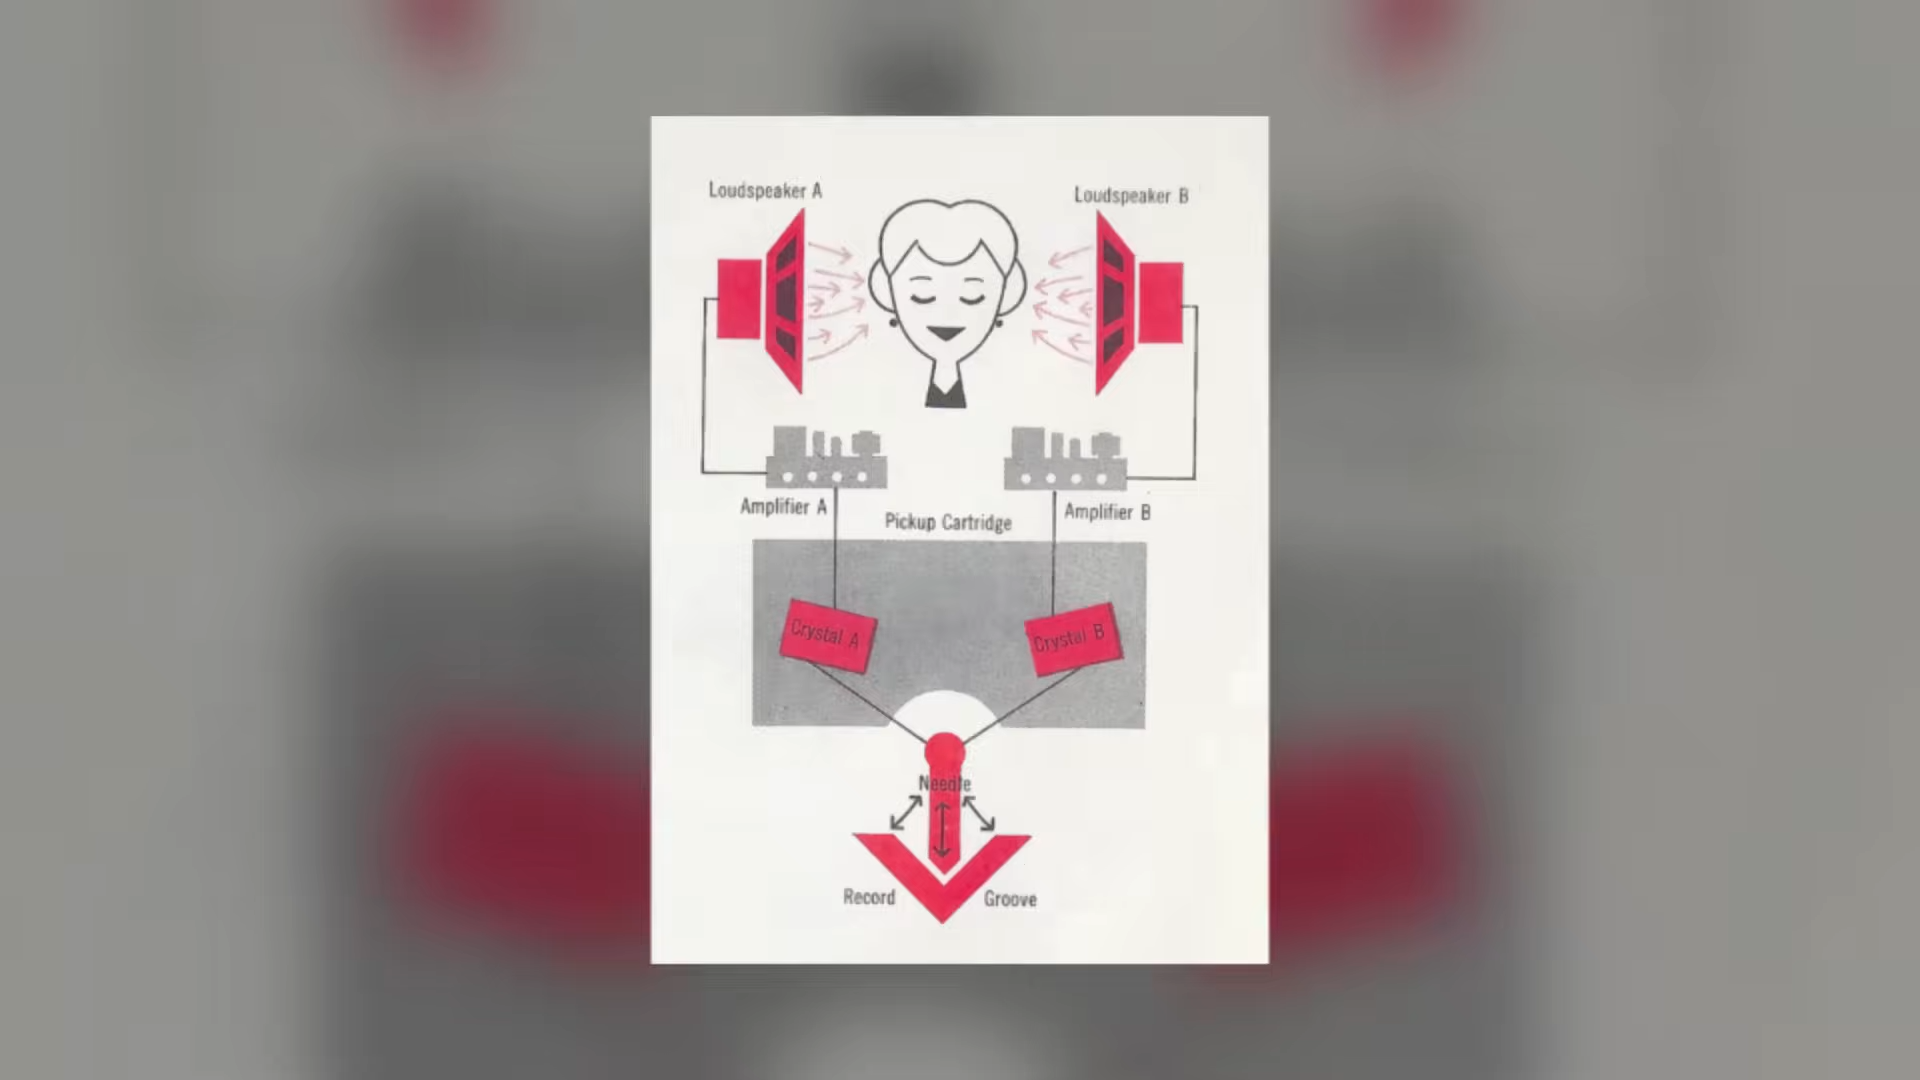 Loudspeaker A
Loudspeaker B
Amplifier A
Amplifier B
Pickup Cartridge
Crystal A
Crystal B
Needle
Record Groove